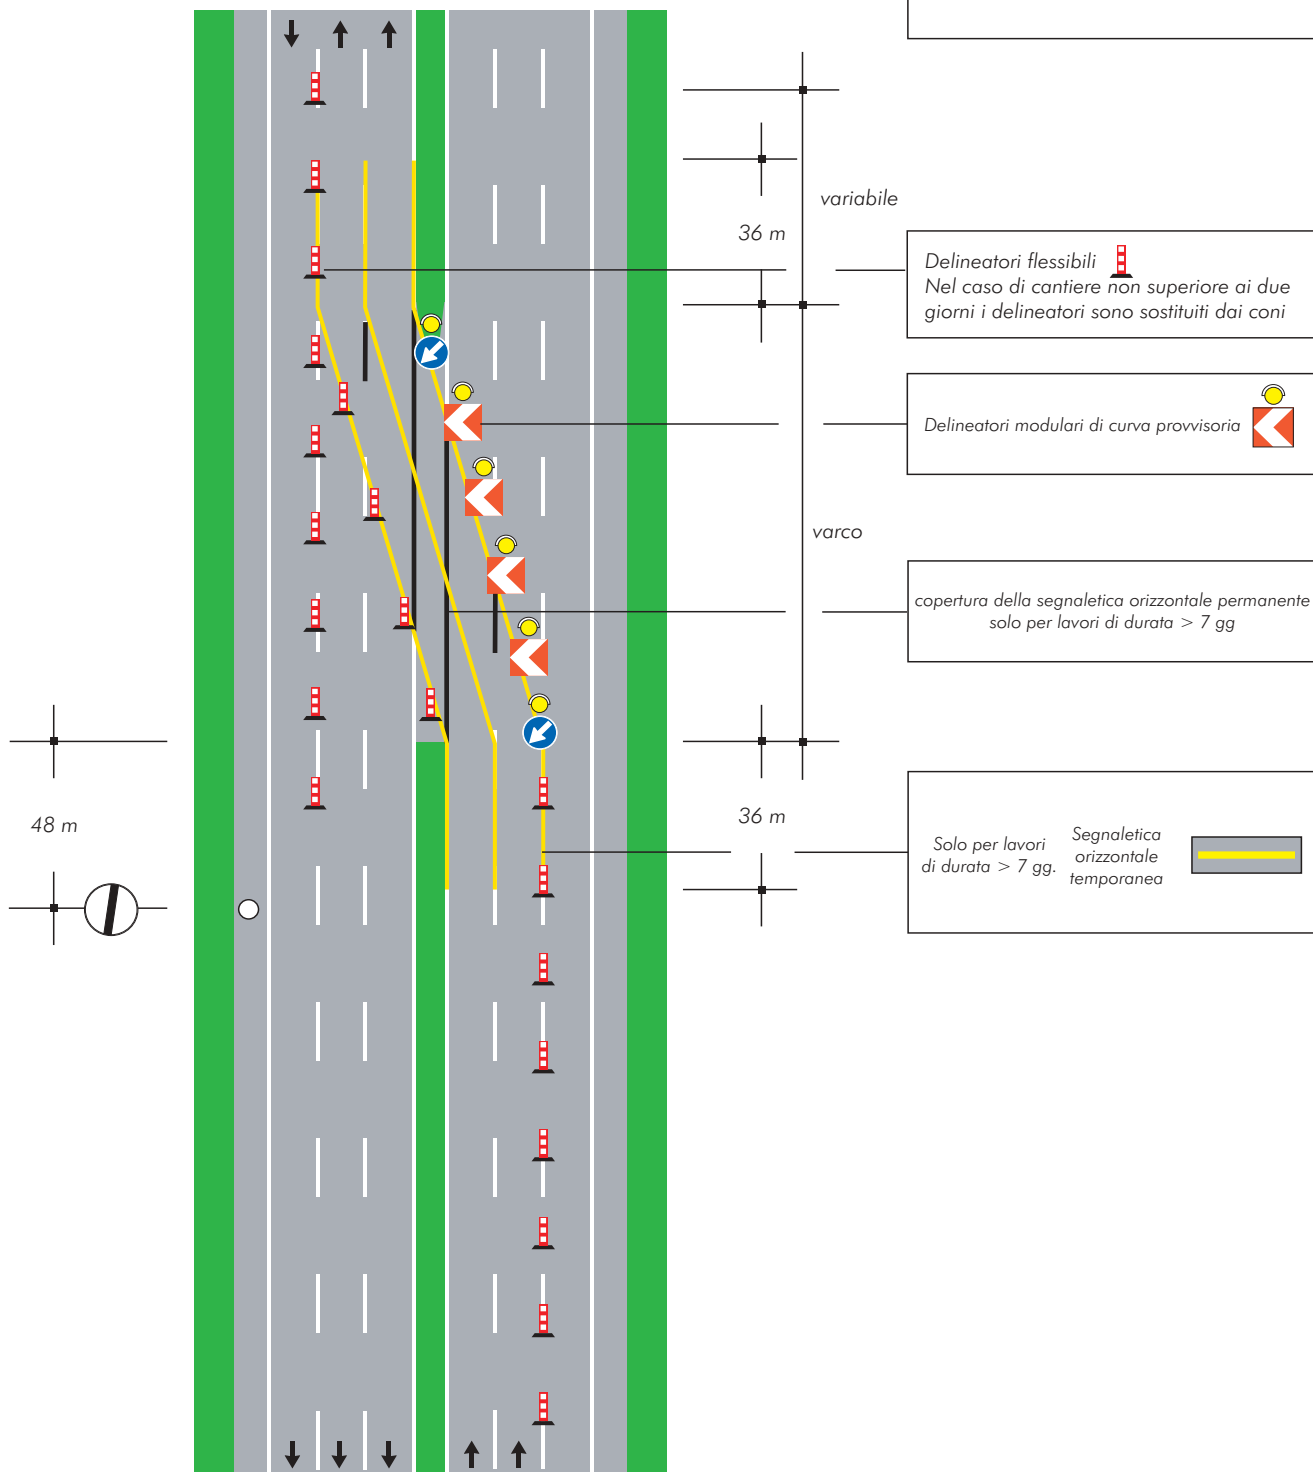 variabile
36 m
Delineatori flessibili
Nel caso di cantiere non superiore ai due
giorni i delineatori sono sostituiti dai coni
Delineatori modulari di curva provvisoria
varco
copertura della segnaletica orizzontale permanente
solo per lavori di durata > 7 gg
48 m
36 m
Solo per lavori
di durata > 7 gg.
Segnaletica
orizzontale
temporanea